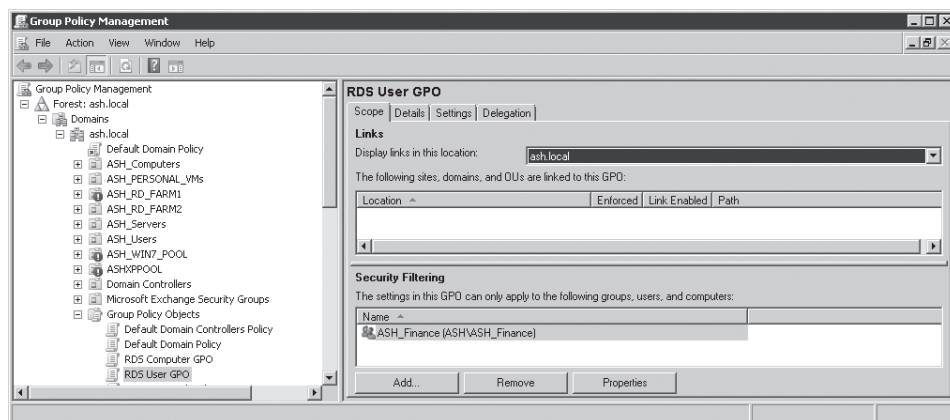 Group Policy Management
File Action View Window Help
Group Policy Management
Forest: ash.local
Domains
ash.local
Default Domain Policy
ASH_Computers
ASH_PERSONAL_VMs
ASH_RD_FARM1
ASH_RD_FARM2
ASH_Servers
ASH_Users
ASH_WIN7_POOL
ASHXPPOOL
Domain Controllers
Microsoft Exchange Security Groups
Group Policy Objects
Default Domain Controllers Policy
Default Domain Policy
RDS Computer GPO
RDS User GPO
RDS User GPO
Scope Details Settings Delegation
Links
Display links in this location: ash.local
The following sites, domains, and OUs are linked to this GPO:
Location Enforced Link Enabled Path
Security Filtering
The settings in this GPO can only apply to the following groups, users, and computers:
Name
ASH_Finance (ASH\ASH_Finance)
Add... Remove Properties